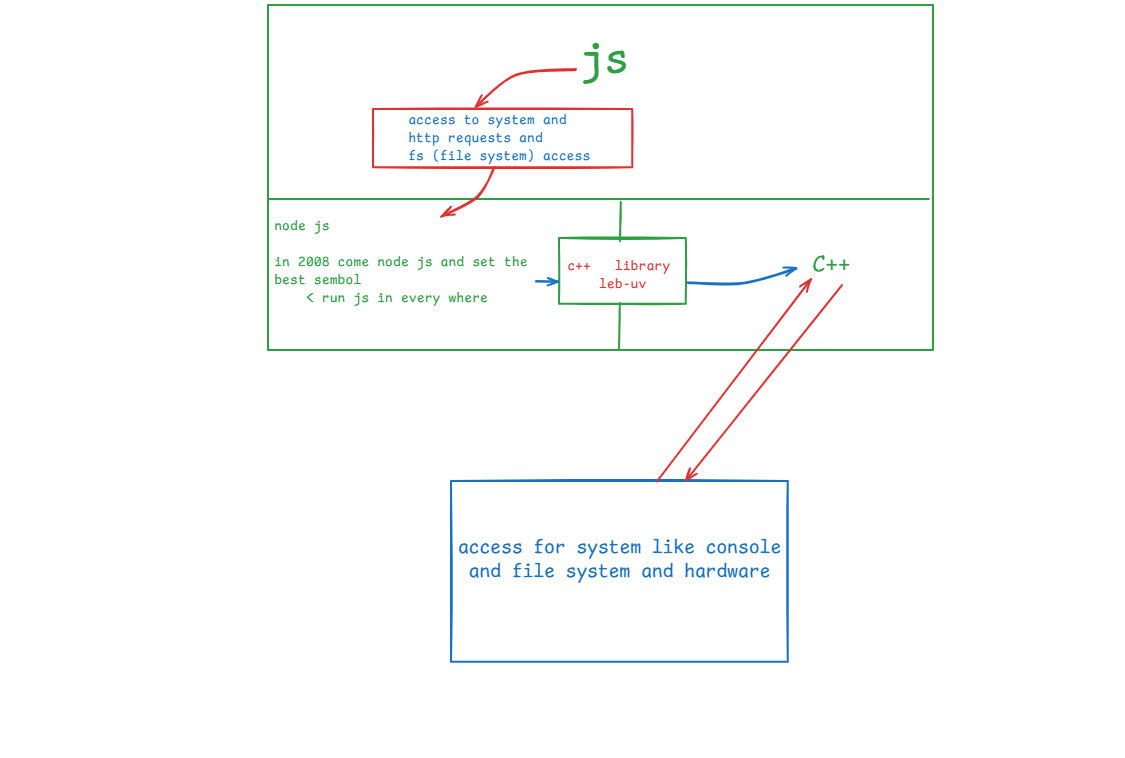 js
access to system and
http requests and
fs (file system) access
node js
in 2008 come node js and set the
best sembol
< run js in every where
c++ library
leb-uv
C++
access for system like console
and file system and hardware